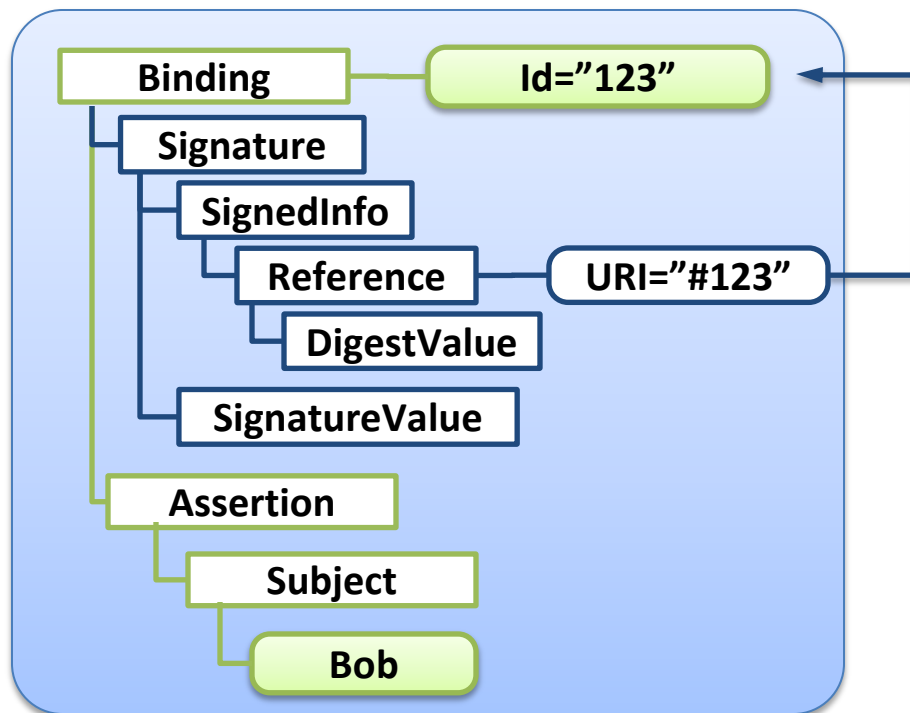 Binding
Id=”123”
Signature
SignedInfo
Reference
URI=”#123”
DigestValue
SignatureValue
Assertion
Subject
Bob